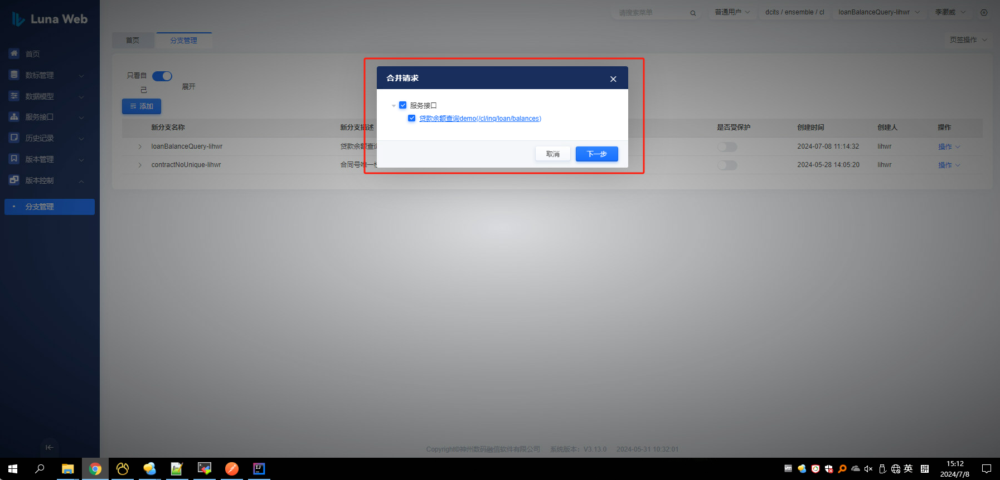 Luna Web
请搜索菜单
普通用户
dcits / ensemble / cl
loanBalanceQuery-lihwr
李灏威
首页
分支管理
页签操作
首页
数标管理
数据模型
服务接口
历史记录
版本管理
版本控制
分支管理
只看自
己
展开
添加
合并请求
服务接口
贷款余额查询demo(/cl/inq/loan/balances)
取消
下一步
新分支名称
新分支描述
是否受保护
创建时间
创建人
操作
loanBalanceQuery-lihwr
贷款余额查询
2024-07-08 11:14:32
lihwr
操作
contractNoUnique-lihwr
合同号唯一
2024-05-28 14:05:20
lihwr
操作
Copyright©神州数码融信软件有限公司 系统版本: V3.13.0 2024-05-31 10:32:01
英
拼
15:12
2024/7/8